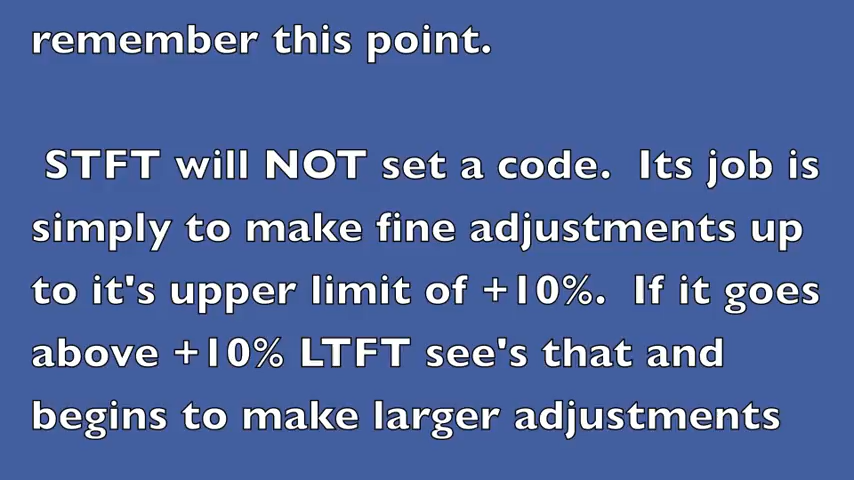 remember this point.
STFT will NOT set a code.  Its job is
simply to make fine adjustments up
to it's upper limit of +10%.  If it goes
above +10% LTFT see's that and
begins to make larger adjustments